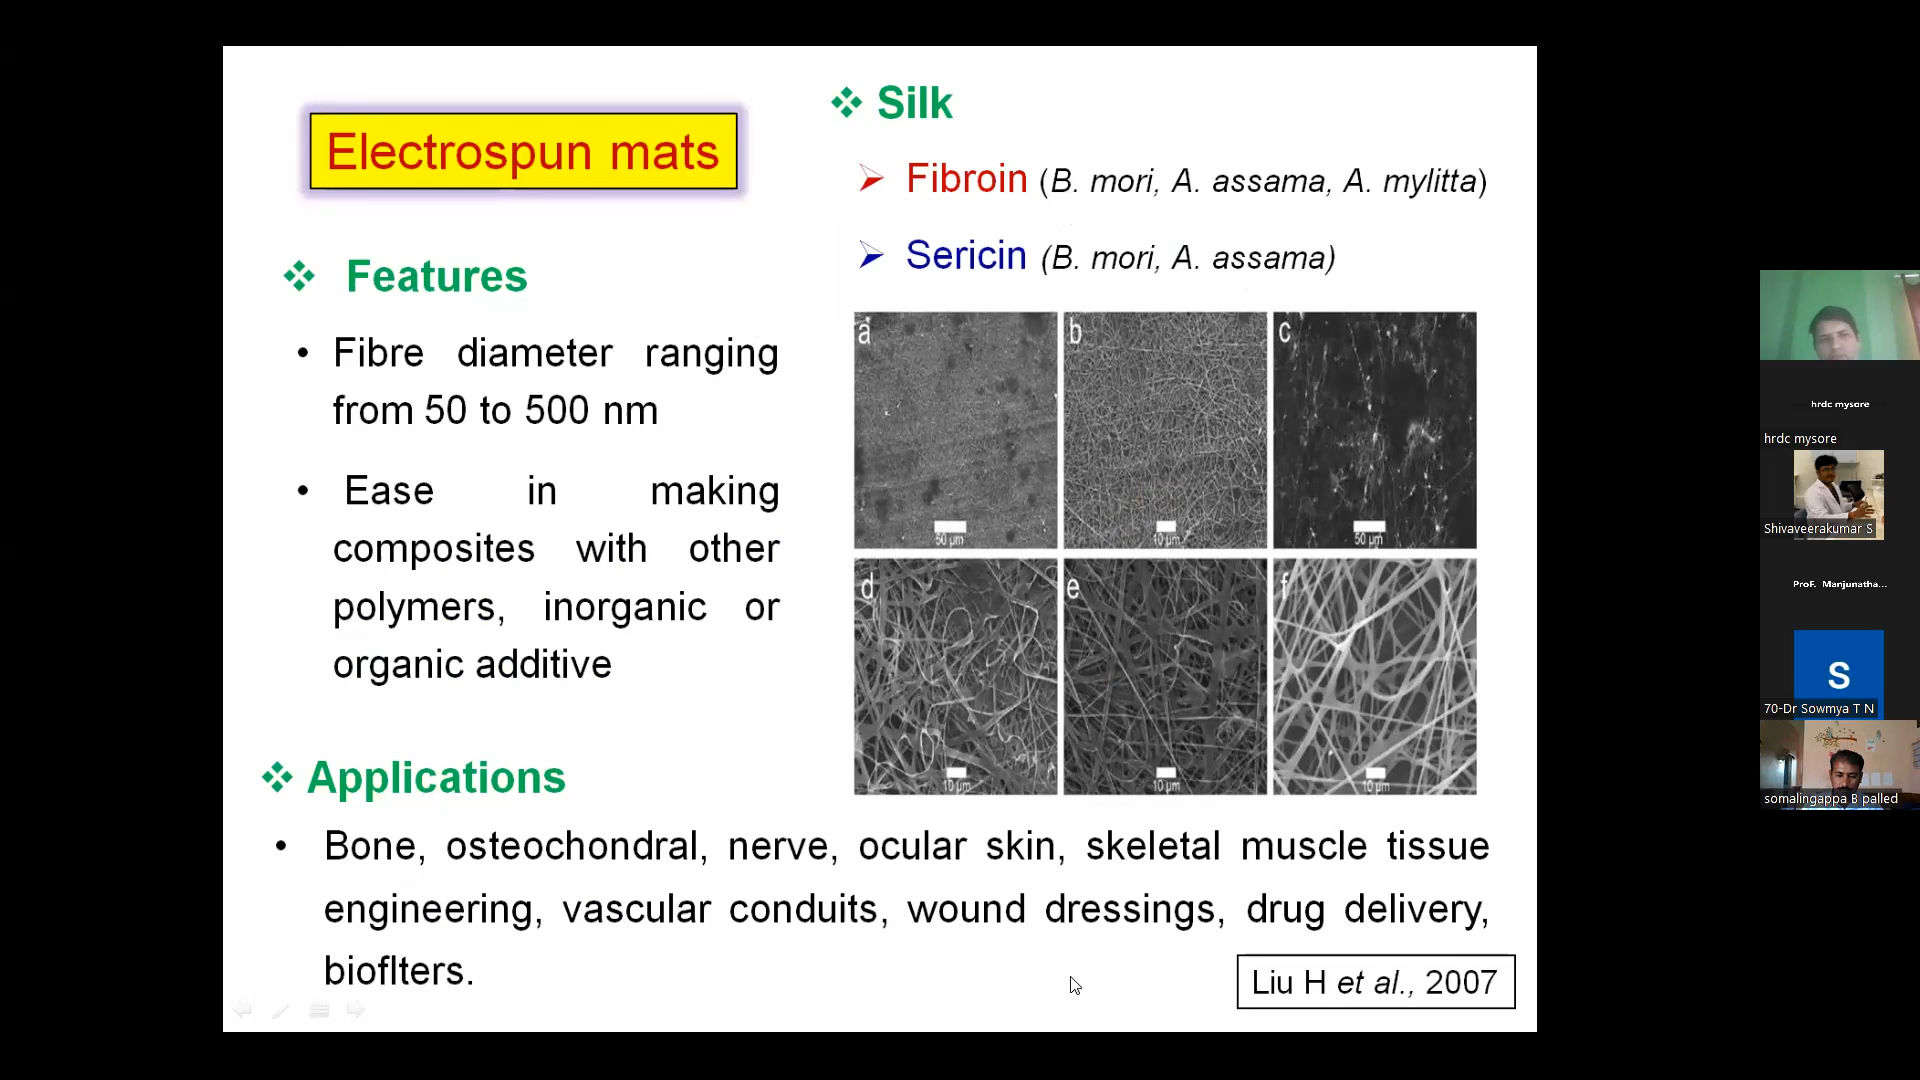 Electrospun mats
❖ Features
• Fibre diameter ranging
from 50 to 500 nm
• Ease in making
composites with other
polymers, inorganic or
organic additive
❖ Silk
➢ Fibroin (B. mori, A. assama, A. mylitta)
➢ Sericin (B. mori, A. assama)
a b c
50 µm 10 µm 50 µm
d e f
10 µm 10 µm 10 µm
❖ Applications
• Bone, osteochondral, nerve, ocular skin, skeletal muscle tissue
engineering, vascular conduits, wound dressings, drug delivery,
bioflters.
Liu H et al., 2007
hrdc mysore
hrdc mysore
Shivaveerakumar S
ProF. Manjunatha...
S
70-Dr Sowmya T N
somalingappa B palled